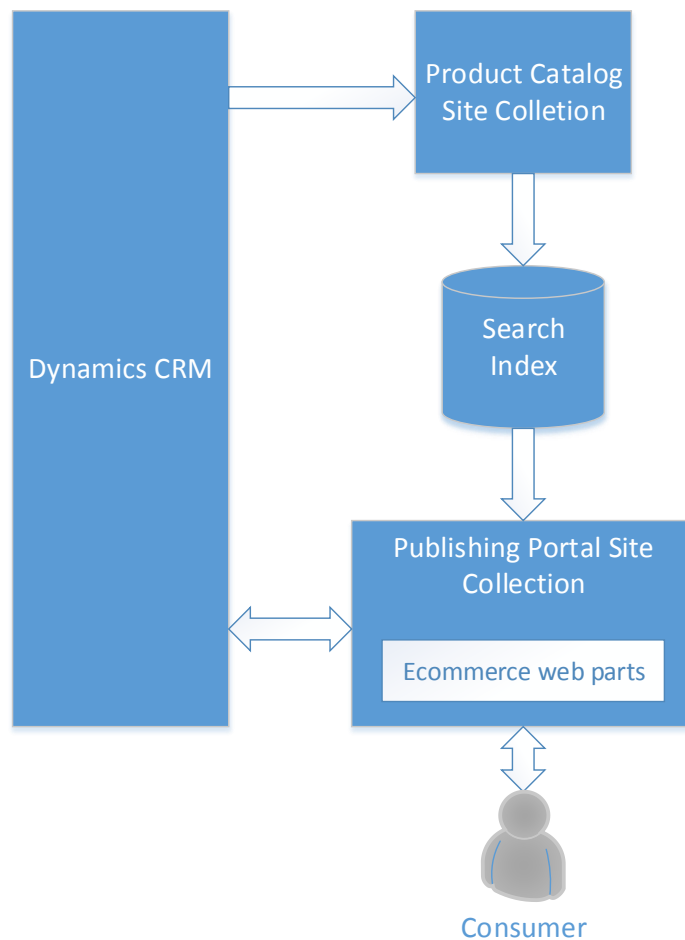 Product Catalog
Site Colletion
Search
Index
Dynamics CRM
Publishing Portal Site
Collection
Ecommerce web parts
Consumer